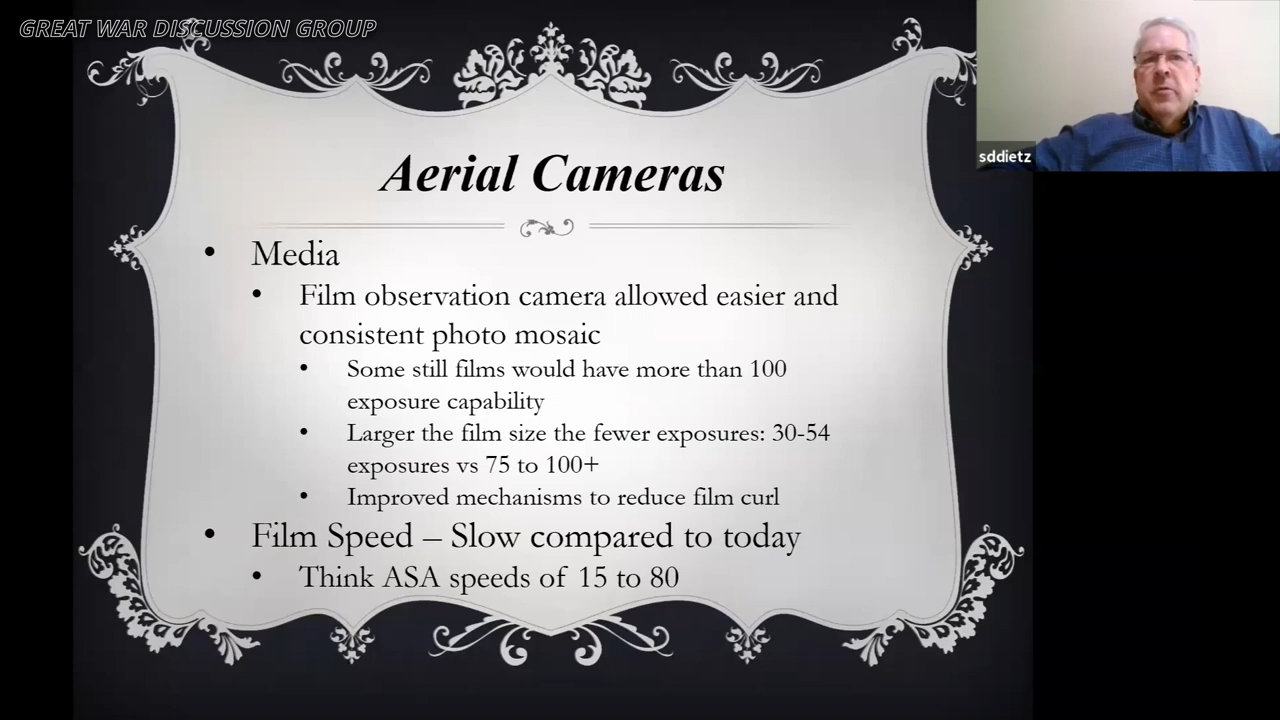 GREAT WAR DISCUSSION GROUP
sddietz
Aerial Cameras
• Media
• Film observation camera allowed easier and
consistent photo mosaic
• Some still films would have more than 100
exposure capability
• Larger the film size the fewer exposures: 30-54
exposures vs 75 to 100+
• Improved mechanisms to reduce film curl
• Film Speed – Slow compared to today
• Think ASA speeds of 15 to 80